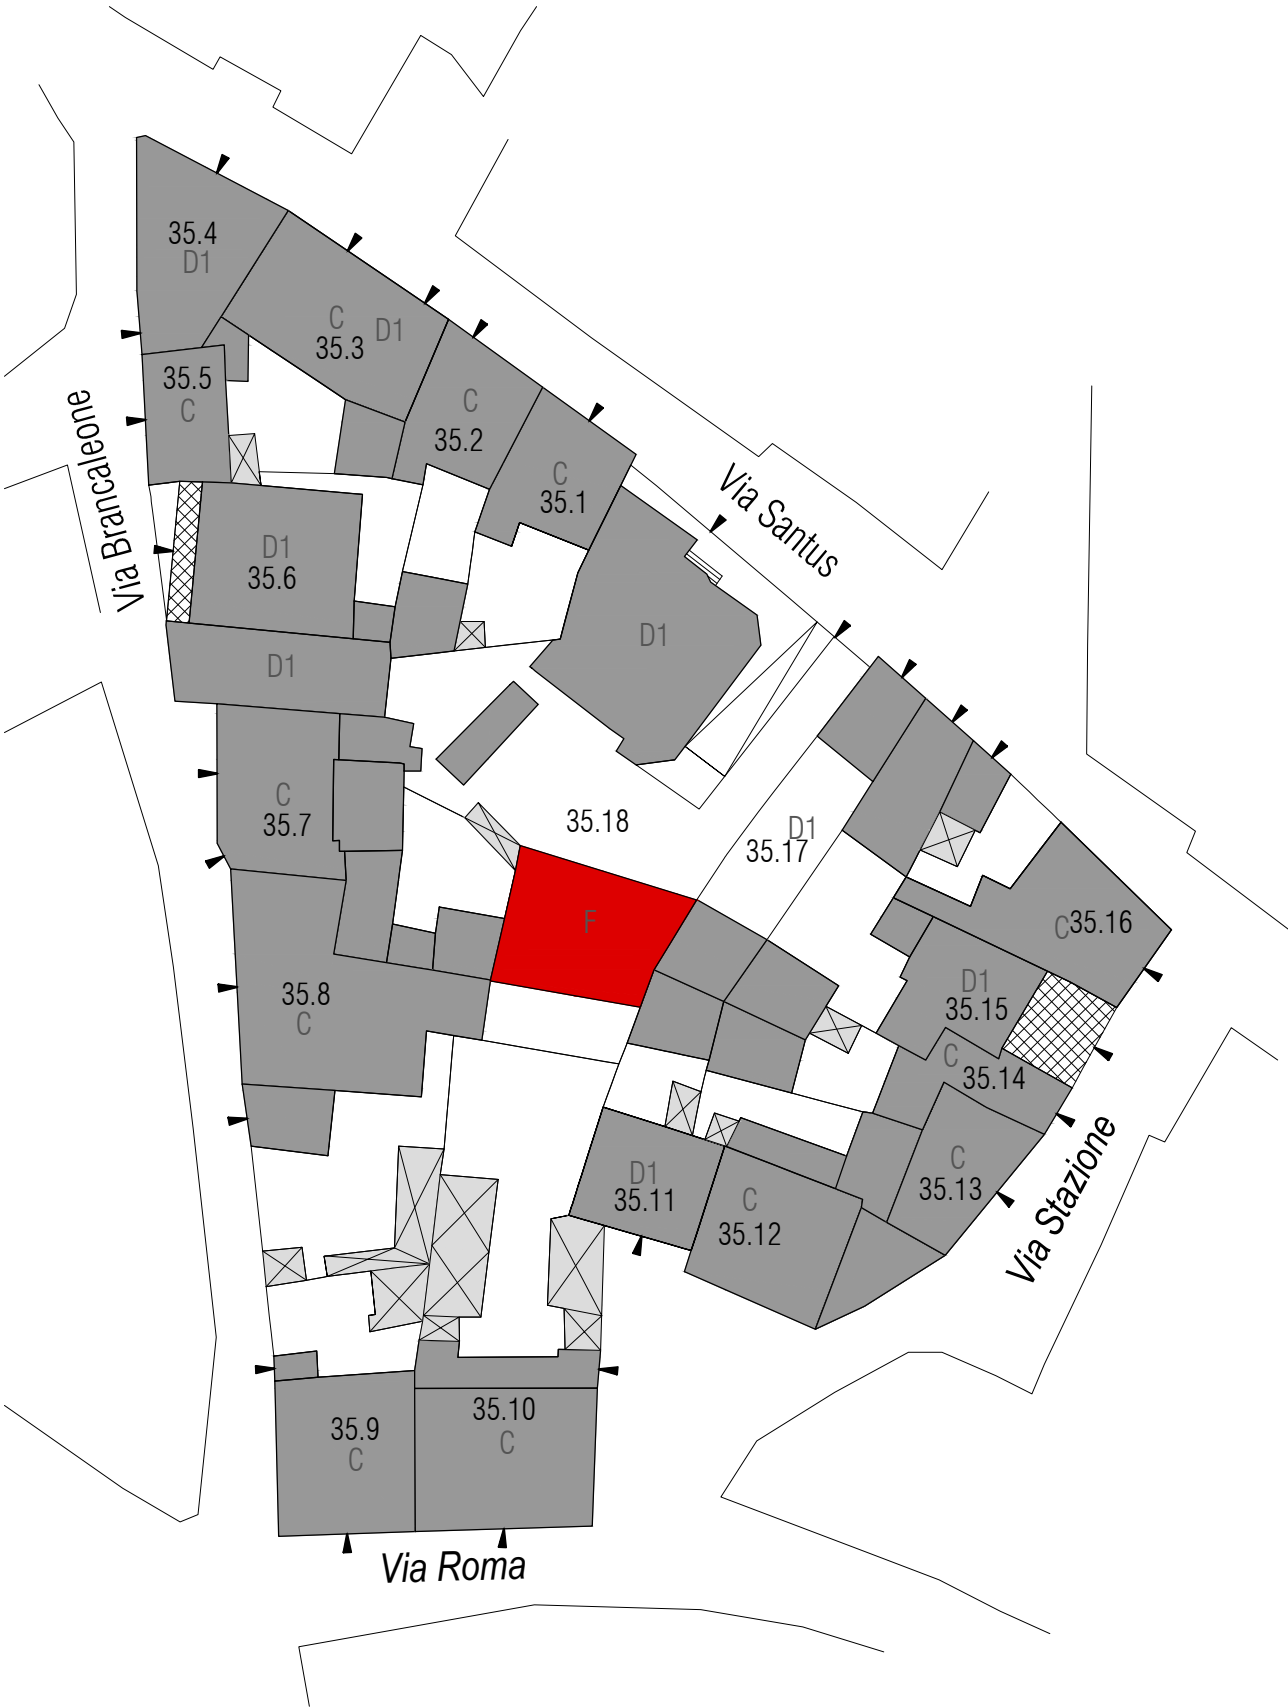 35.4
D1
C D1
35.3
35.5
C
C
35.2
C
35.1
Via Santus
Via Brancaleone
D1
35.6
D1
D1
C
35.7
35.18
D1
35.17
F
C 35.16
35.8
C
D1
35.15
C
35.14
D1
35.11
C
35.12
C
35.13
Via Stazione
35.9
C
35.10
C
Via Roma